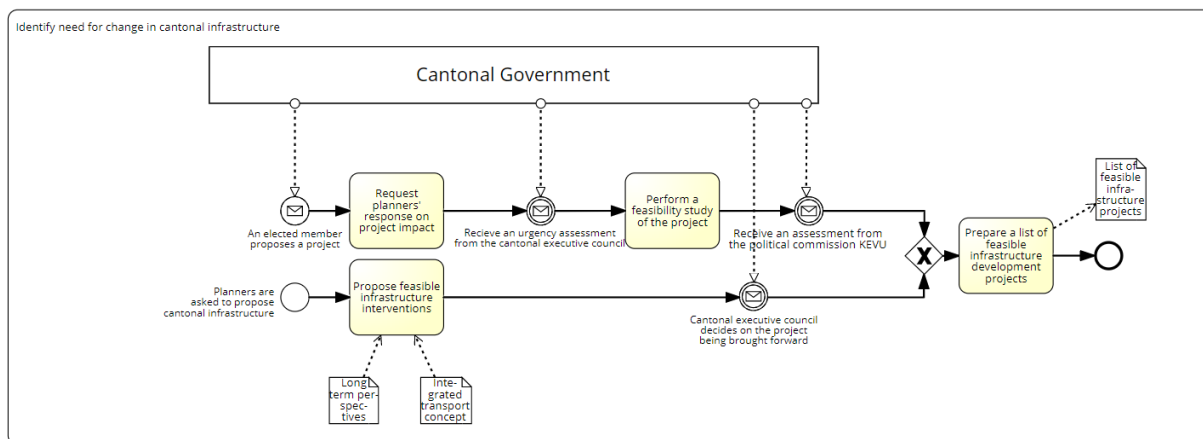 Identify need for change in cantonal infrastructure
Cantonal Government
An elected member
proposes a project
Request
planners'
response on
project impact
Recieve an urgency assessment
from the cantonal executive council
Perform a
feasibility study
of the project
Receive an assessment from
the political commission KEVU
List of
feasible
infra-
structure
projects
Prepare a list of
feasible
infrastructure
development
projects
Planners are
asked to propose
cantonal infrastructure
Propose feasible
infrastructure
interventions
Cantonal executive council
decides on the project
being brought forward
Long
term per-
spec-
tives
Inte-
grated
transport
concept